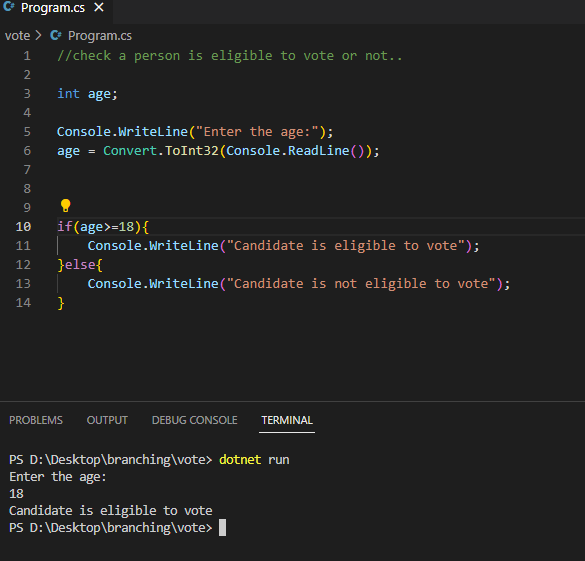 Program.cs
vote > Program.cs
1 //check a person is eligible to vote or not..
2
3 int age;
4
5 Console.WriteLine("Enter the age:");
6 age = Convert.ToInt32(Console.ReadLine());
7
8
9
10 if(age>=18){
11 Console.WriteLine("Candidate is eligible to vote");
12 }else{
13 Console.WriteLine("Candidate is not eligible to vote");
14 }
PROBLEMS OUTPUT DEBUG CONSOLE TERMINAL
PS D:\Desktop\branching\vote> dotnet run
Enter the age:
18
Candidate is eligible to vote
PS D:\Desktop\branching\vote>